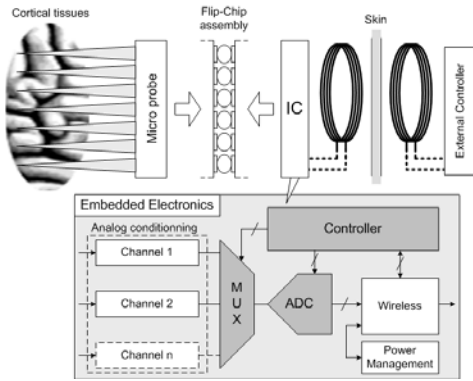 Cortical tissues
Flip-Chip
assembly
Skin
Micro probe
IC
External Controller
Embedded Electronics
Analog conditionning
Channel 1
Channel 2
Channel n
MUX
Controller
ADC
Wireless
Power
Management